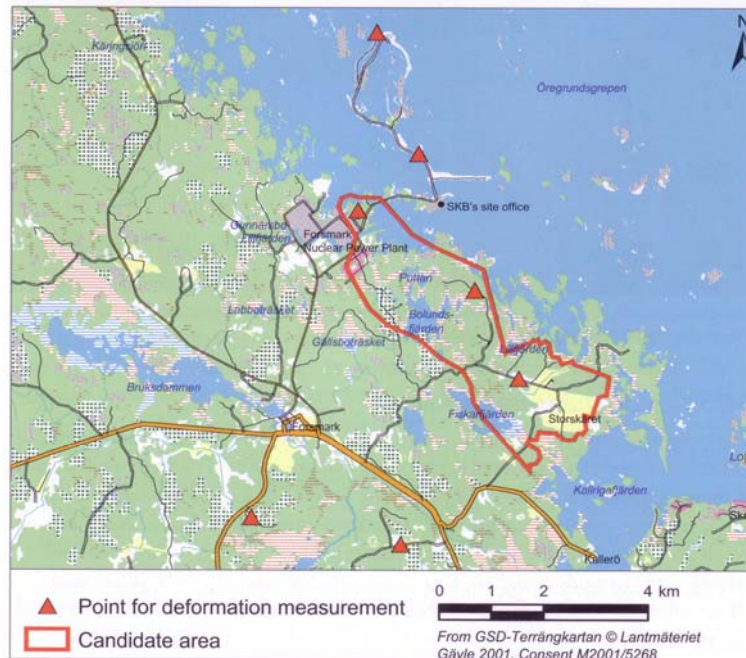 N
Käringsjön
Öregrundsgrepen
SKB's site office
Gunnarsbo-
Lillfjärden
Forsmark
Nuclear Power Plant
Puttan
Bolunds-
fjärden
Labboträsket
Gällsboträsket
Bruksdammen
Fiskarfjärden
Storskäret
Forsmark
Kallrigafjärden
Kallerö
Point for deformation measurement
Candidate area
0 1 2 4 km
From GSD-Terrängkartan © Lantmäteriet
Gävle 2001, Consent M2001/5268